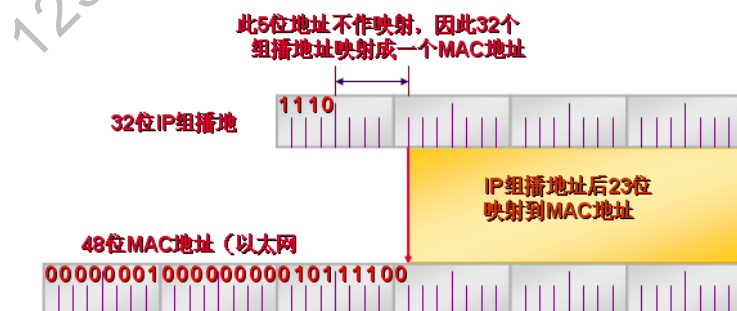 此5位地址不作映射，因此32个
组播地址映射成一个MAC地址
1110
32位IP组播地
IP组播地址后23位
映射到MAC地址
48位MAC地址（以太网
0000000100000000010111100